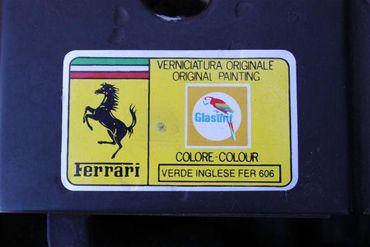 VERNICIATURA ORIGINALE
ORIGINAL PAINTING
Glasurit
COLORE-COLOUR
Ferrari
VERDE INGLESE FER 606